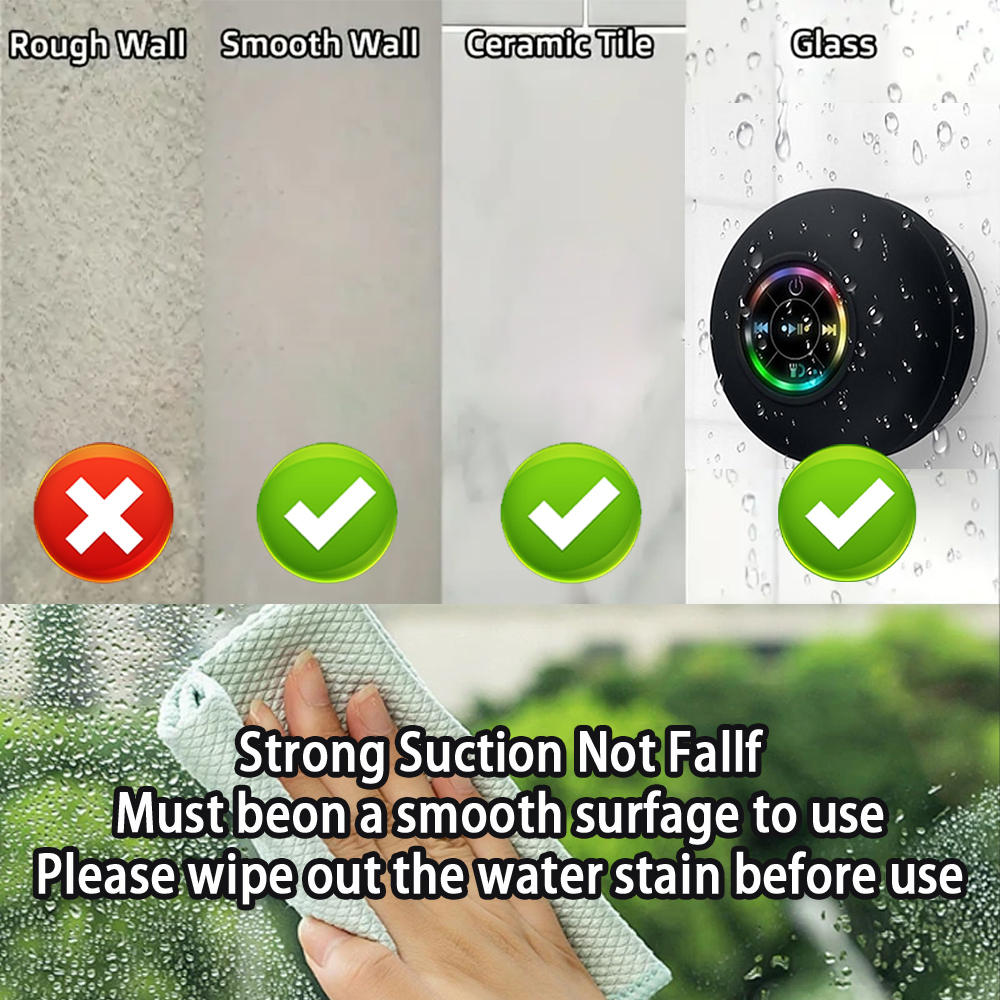 Rough Wall Smooth Wall Ceramic Tile Glass
Strong Suction Not Fallf
Must beon a smooth surfage to use
Please wipe out the water stain before use